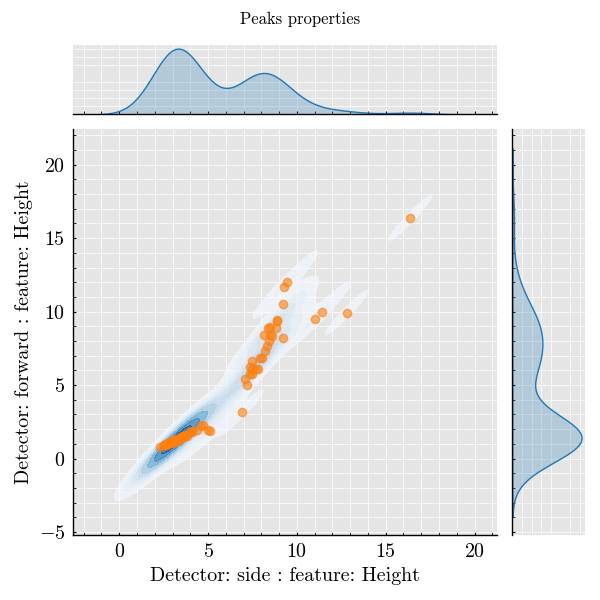 Peaks properties
20
15
10
5
0
−5
Detector: forward : feature: Height
0 5 10 15 20
Detector: side : feature: Height